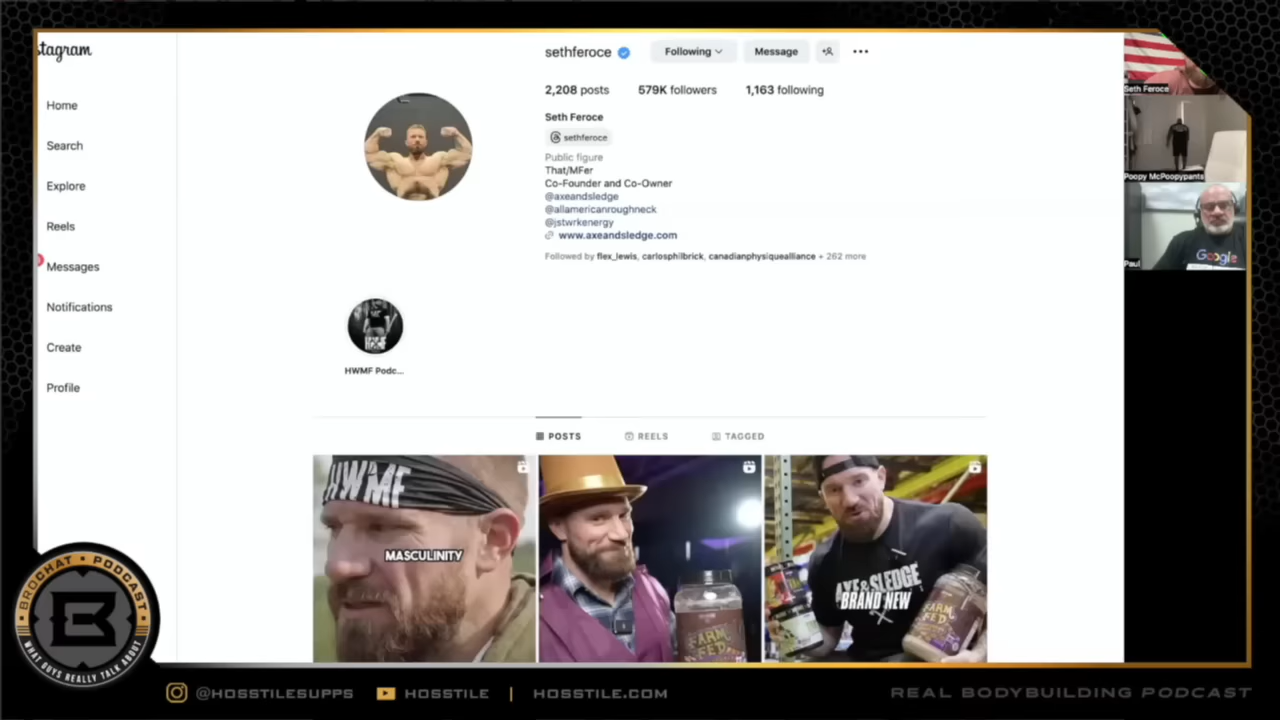 stagram
Home
Search
Explore
Reels
Messages
Notifications
Create
Profile
sethferoce
Following
Message
2,208 posts
579K followers
1,163 following
Seth Feroce
sethferoce
Public figure
That/MFer
Co-Founder and Co-Owner
@axeandsledge
@allamericanroughneck
@jstwrkenergy
www.axeandsledge.com
Followed by flex_lewis, carlosphilbrick, canadianphysiquealliance + 262 more
HWMF Podc...
POSTS
REELS
TAGGED
HWMF
MASCULINITY
FARM
FED
AXE & SLEDGE
BRAND NEW
FARM
FED
Seth Feroce
Poopy McPoopypants
Google
Paul
BROCHAT • PODCAST
B
WHAT GUYS REALLY TALK ABOUT
@HOSSTILESUPPS
HOSSTILE
|
HOSSTILE.COM
REAL BODYBUILDING PODCAST